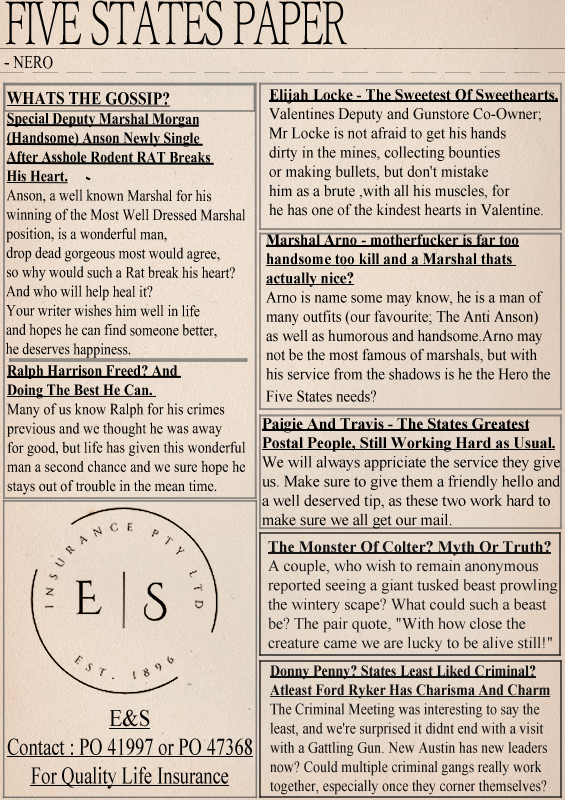 FIVE STATES PAPER
- NERO
WHATS THE GOSSIP?
Special Deputy Marshal Morgan
(Handsome) Anson Newly Single
After Asshole Rodent RAT Breaks
His Heart.
Anson, a well known Marshal for his
winning of the Most Well Dressed Marshal
position, is a wonderful man,
drop dead gorgeous most would agree,
so why would such a Rat break his heart?
And who will help heal it?
Your writer wishes him well in life
and hopes he can find someone better,
he deserves happiness.
Ralph Harrison Freed? And
Doing The Best He Can.
Many of us know Ralph for his crimes
previous and we thought he was away
for good, but life has given this wonderful
man a second chance and we sure hope he
stays out of trouble in the mean time.
INSURANCE PTY LTD
E | S
EST. 1896
E&S
Contact : PO 41997 or PO 47368
For Quality Life Insurance
Elijah Locke - The Sweetest Of Sweethearts.
Valentines Deputy and Gunstore Co-Owner;
Mr Locke is not afraid to get his hands
dirty in the mines, collecting bounties
or making bullets, but don't mistake
him as a brute ,with all his muscles, for
he has one of the kindest hearts in Valentine.
Marshal Arno - motherfucker is far too
handsome too kill and a Marshal thats
actually nice?
Arno is name some may know, he is a man of
many outfits (our favourite; The Anti Anson)
as well as humorous and handsome.Arno may
not be the most famous of marshals, but with
his service from the shadows is he the Hero the
Five States needs?
Paigie And Travis - The States Greatest
Postal People, Still Working Hard as Usual.
We will always appriciate the service they give
us. Make sure to give them a friendly hello and
a well deserved tip, as these two work hard to
make sure we all get our mail.
The Monster Of Colter? Myth Or Truth?
A couple, who wish to remain anonymous
reported seeing a giant tusked beast prowling
the wintery scape? What could such a beast
be? The pair quote, "With how close the
creature came we are lucky to be alive still!"
Donny Penny? States Least Liked Criminal?
Atleast Ford Ryker Has Charisma And Charm
The Criminal Meeting was interesting to say the
least, and we're surprised it didnt end with a visit
with a Gattling Gun. New Austin has new leaders
now? Could multiple criminal gangs really work
together, especially once they corner themselves?